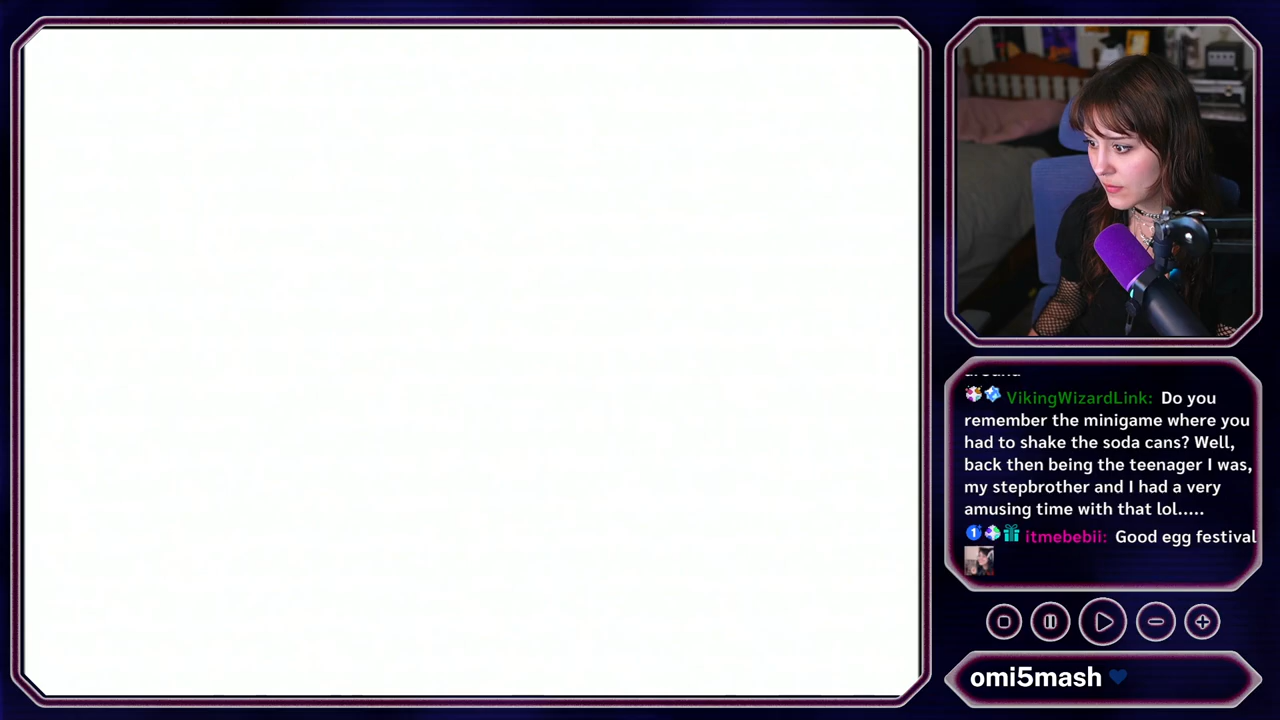 VikingWizardLink: Do you
remember the minigame where you
had to shake the soda cans? Well,
back then being the teenager I was,
my stepbrother and I had a very
amusing time with that lol.....
1 itmebebii: Good egg festival
omi5mash